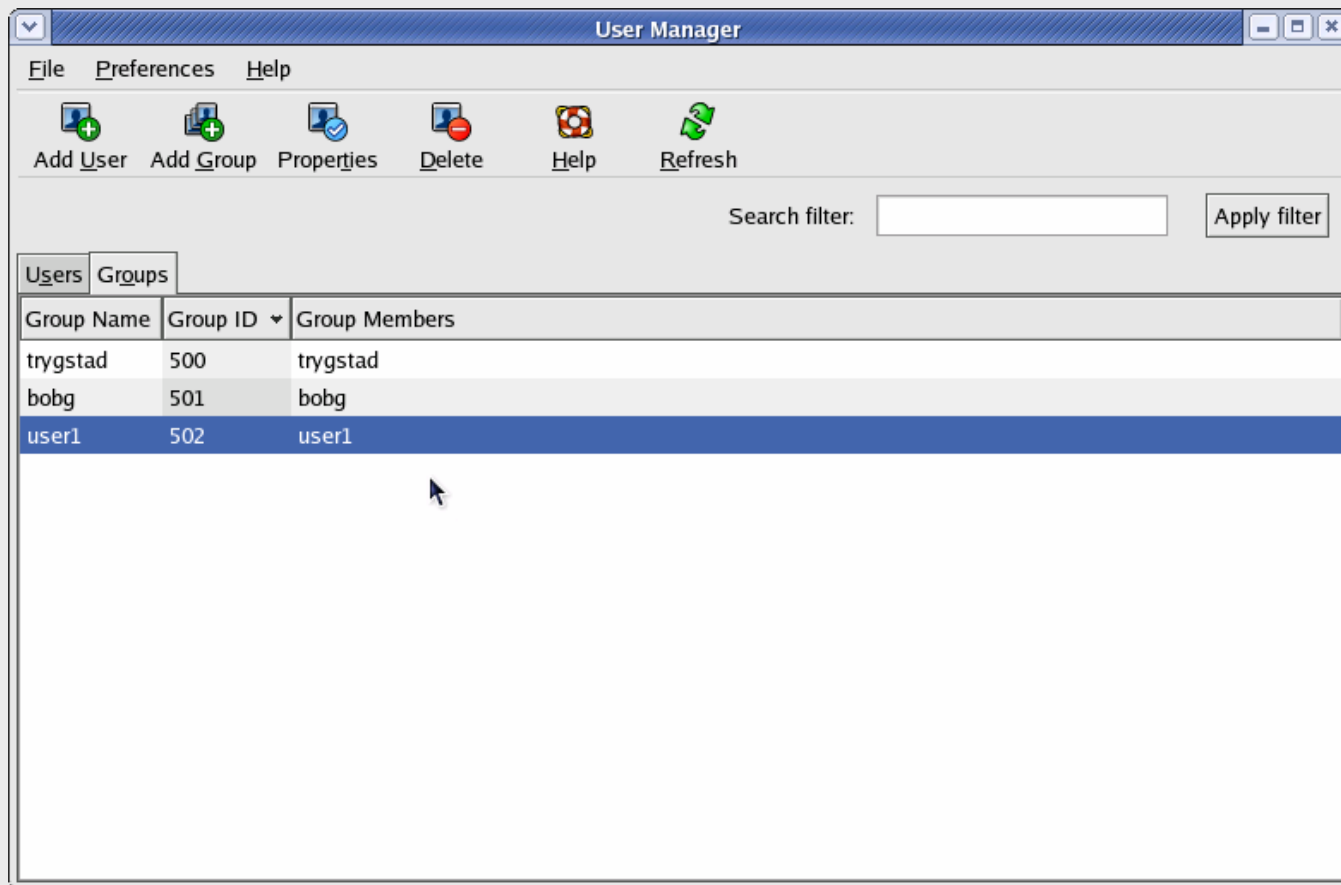 User Manager
File Preferences Help
Add User Add Group Properties Delete Help Refresh
Search filter: Apply filter
Users Groups
Group Name Group ID Group Members
trygstad 500 trygstad
bobg 501 bobg
user1 502 user1